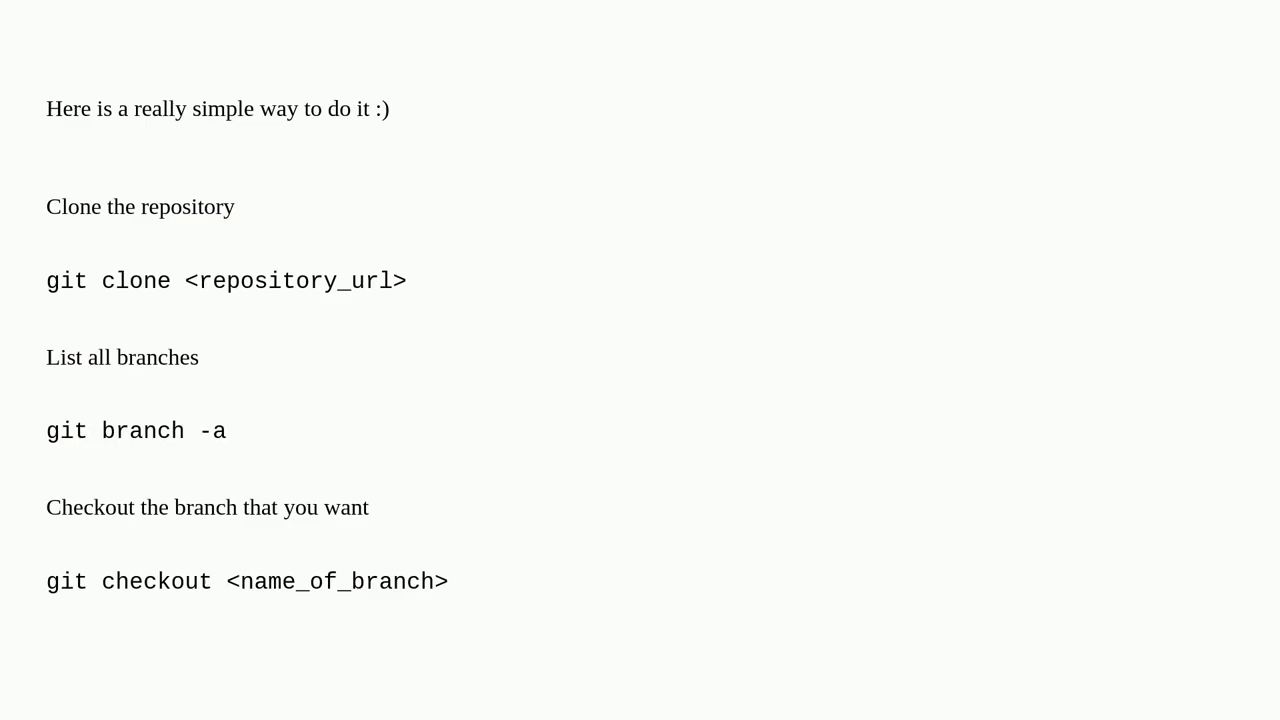 Here is a really simple way to do it :)
Clone the repository
git clone <repository_url>
List all branches
git branch -a
Checkout the branch that you want
git checkout <name_of_branch>